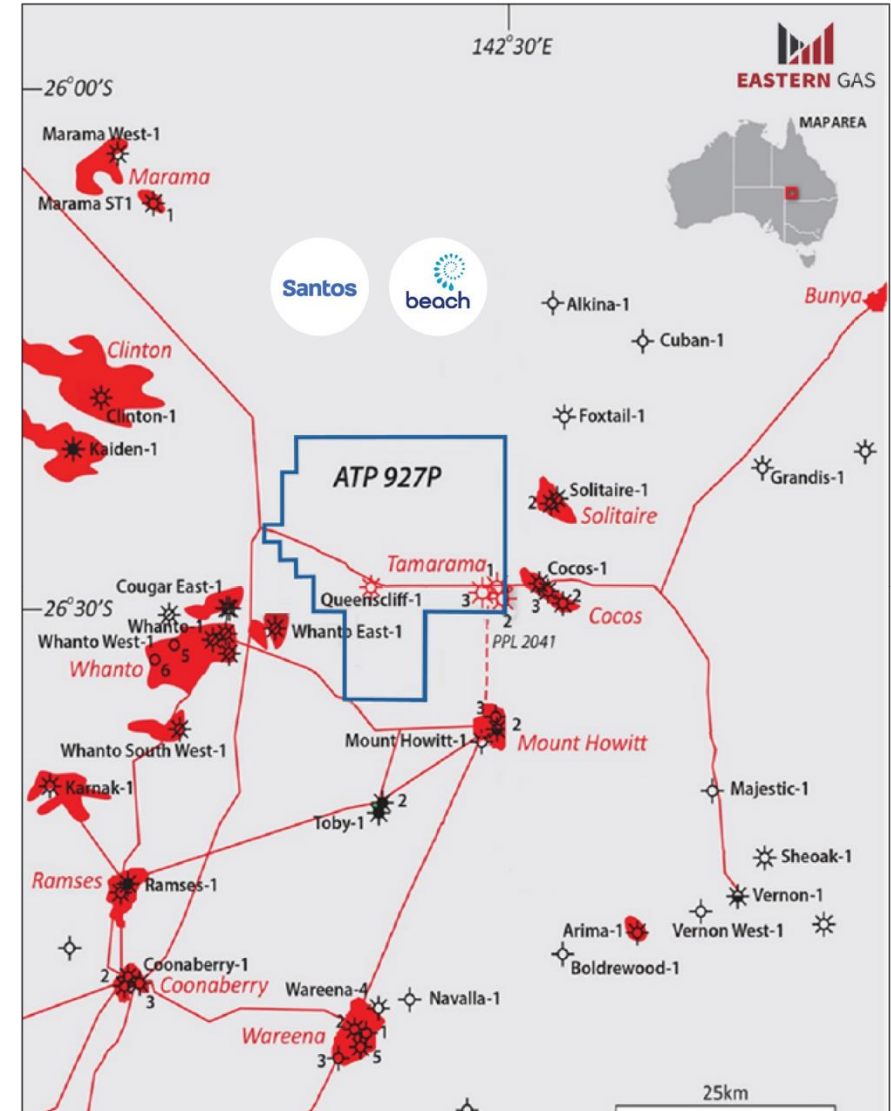 142°30'E
EASTERN GAS
26°00'S
MAP AREA
Marama West-1
Marama
Marama ST1
1
Santos
beach
Alkina-1
Bunya
Cuban-1
Clinton
Clinton-1
Foxtail-1
Kaiden-1
Grandis-1
ATP 927P
Solitaire-1
2
Solitaire
Tamarama
1
Cocos-1
Cougar East-1
Queenscliff-1
3
2
3
2
Cocos
26°30'S
Whanto-1
Whanto East-1
Whanto West-1
5
PPL 2041
Whanto
6
3
2
Mount Howitt-1
Mount Howitt
Whanto South West-1
Karnak-1
Majestic-1
2
Toby-1
Sheoak-1
Ramses
Ramses-1
Vernon-1
Arima-1
Vernon West-1
Boldrewood-1
Coonaberry-1
2
Coonaberry
3
Wareena-4
Navalla-1
2
1
Wareena
3
5
25km